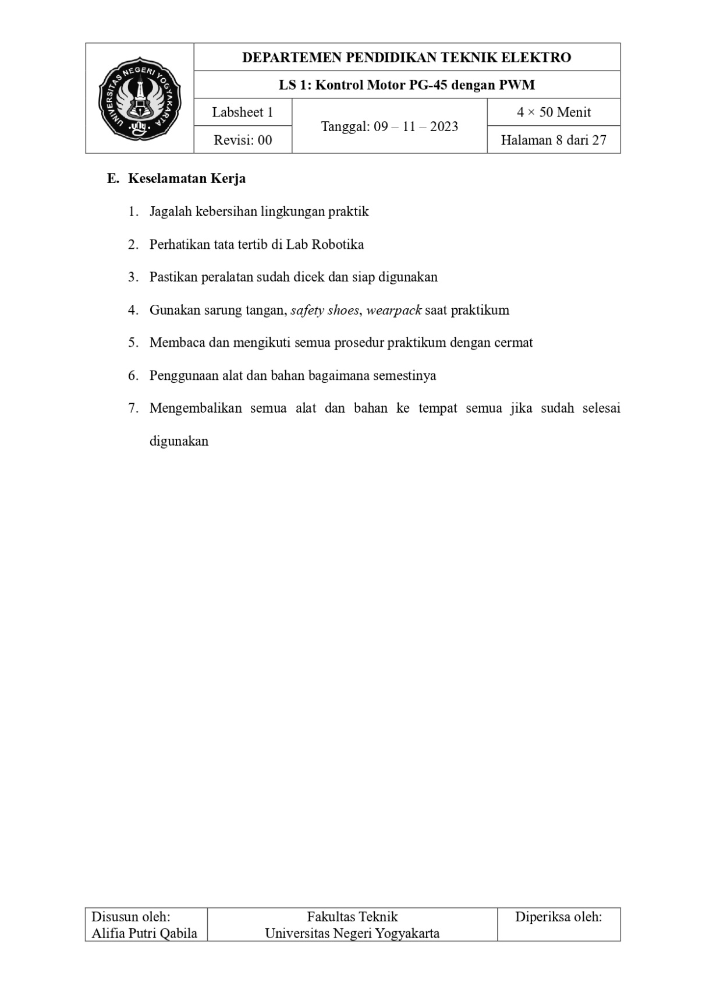 UNIVERSITAS NEGERI YOGYAKARTA
uny
DEPARTEMEN PENDIDIKAN TEKNIK ELEKTRO
LS 1: Kontrol Motor PG-45 dengan PWM
Labsheet 1
Tanggal: 09 – 11 – 2023
4 × 50 Menit
Revisi: 00
Halaman 8 dari 27
E. Keselamatan Kerja
1. Jagalah kebersihan lingkungan praktik
2. Perhatikan tata tertib di Lab Robotika
3. Pastikan peralatan sudah dicek dan siap digunakan
4. Gunakan sarung tangan, safety shoes, wearpack saat praktikum
5. Membaca dan mengikuti semua prosedur praktikum dengan cermat
6. Penggunaan alat dan bahan bagaimana semestinya
7. Mengembalikan semua alat dan bahan ke tempat semua jika sudah selesai
digunakan
Disusun oleh:
Alifia Putri Qabila
Fakultas Teknik
Universitas Negeri Yogyakarta
Diperiksa oleh: